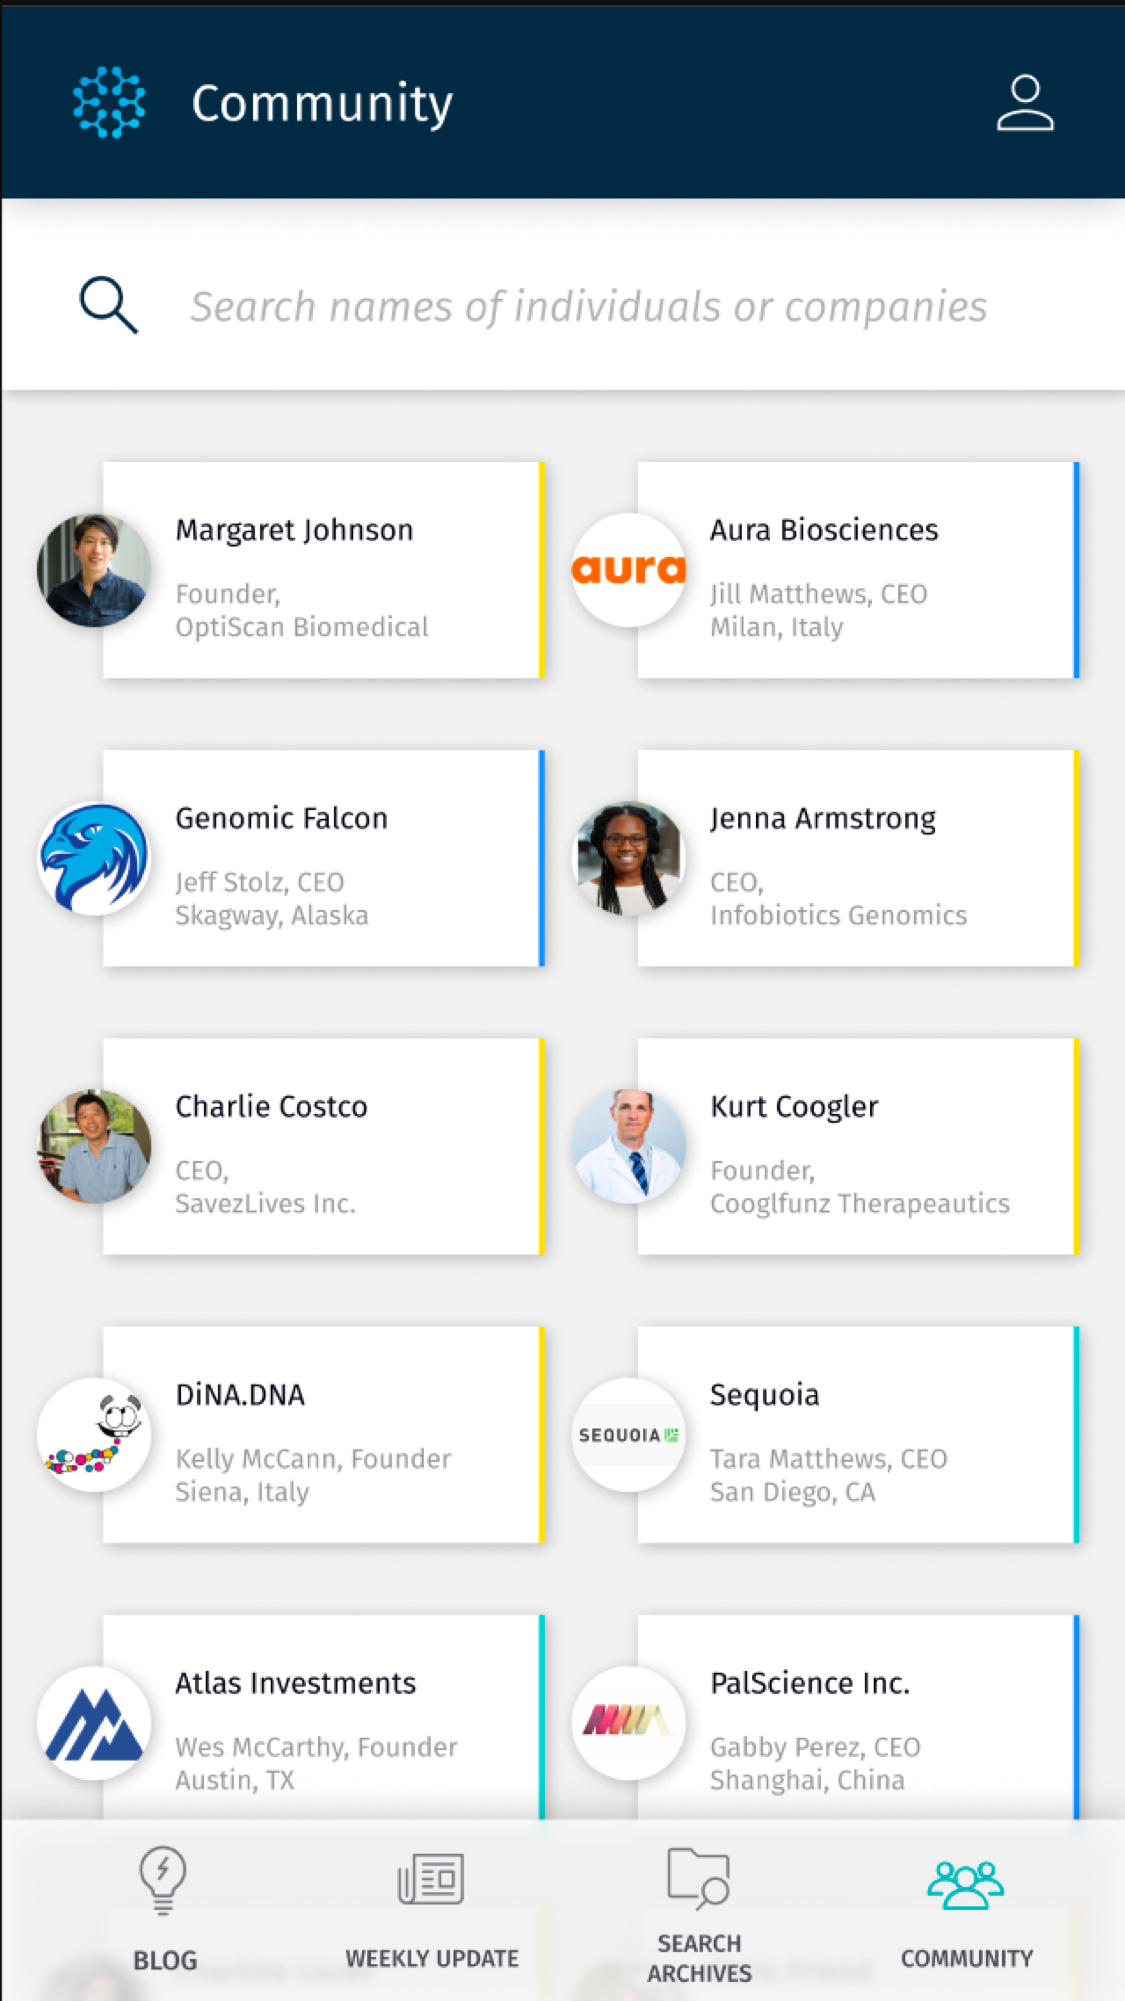 Community
Search names of individuals or companies
Margaret Johnson
Founder,
OptiScan Biomedical
aura
Aura Biosciences
Jill Matthews, CEO
Milan, Italy
Genomic Falcon
Jeff Stolz, CEO
Skagway, Alaska
Jenna Armstrong
CEO,
Infobiotics Genomics
Charlie Costco
CEO,
SavezLives Inc.
Kurt Coogler
Founder,
Cooglfunz Therapeautics
DiNA.DNA
Kelly McCann, Founder
Siena, Italy
SEQUOIA
Sequoia
Tara Matthews, CEO
San Diego, CA
Atlas Investments
Wes McCarthy, Founder
Austin, TX
PalScience Inc.
Gabby Perez, CEO
Shanghai, China
BLOG
WEEKLY UPDATE
SEARCH
ARCHIVES
COMMUNITY